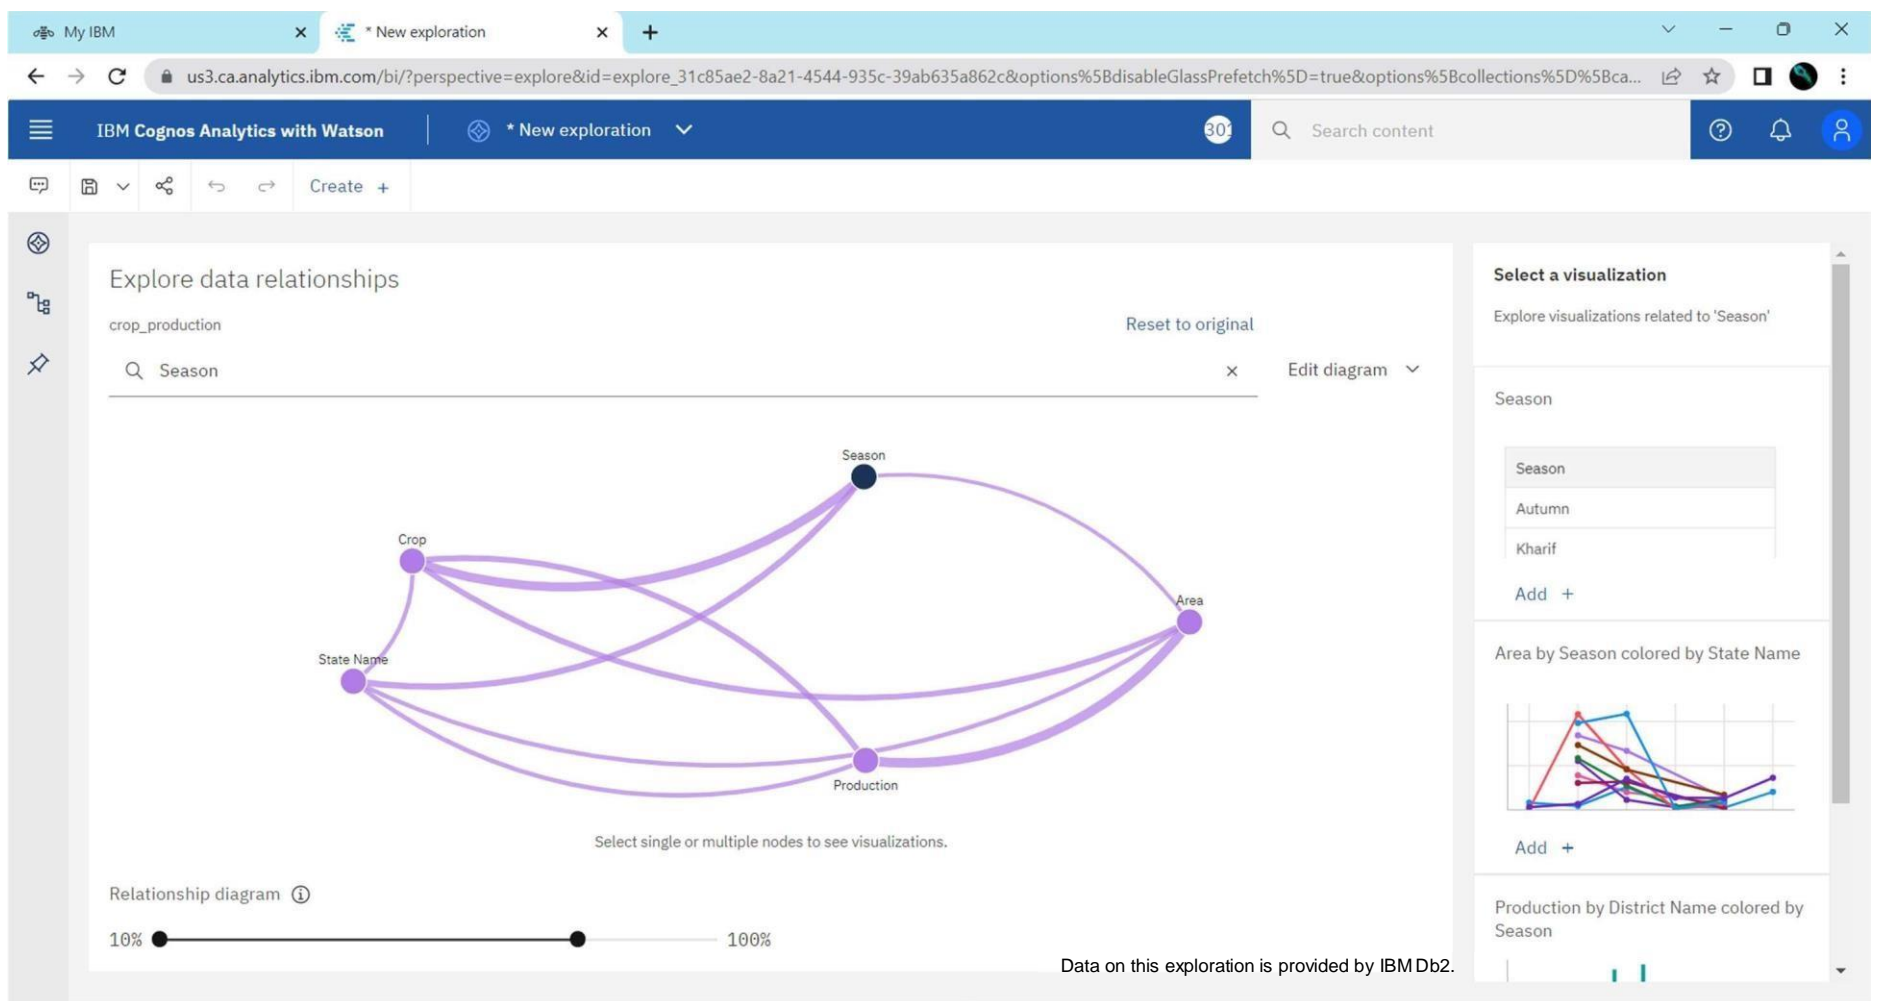 My IBM
* New exploration
us3.ca.analytics.ibm.com/bi/?perspective=explore&id=explore_31c85ae2-8a21-4544-935c-39ab635a862c&options%5BdisableGlassPrefetch%5D=true&options%5Bcollections%5D%5Bca...
IBM Cognos Analytics with Watson
* New exploration
Search content
Create +
Explore data relationships
crop_production
Reset to original
Season
Edit diagram
Season
Crop
Area
State Name
Production
Select single or multiple nodes to see visualizations.
Relationship diagram
10%
100%
Data on this exploration is provided by IBM Db2.
Select a visualization
Explore visualizations related to 'Season'
Season
Season
Autumn
Kharif
Add +
Area by Season colored by State Name
Add +
Production by District Name colored by
Season